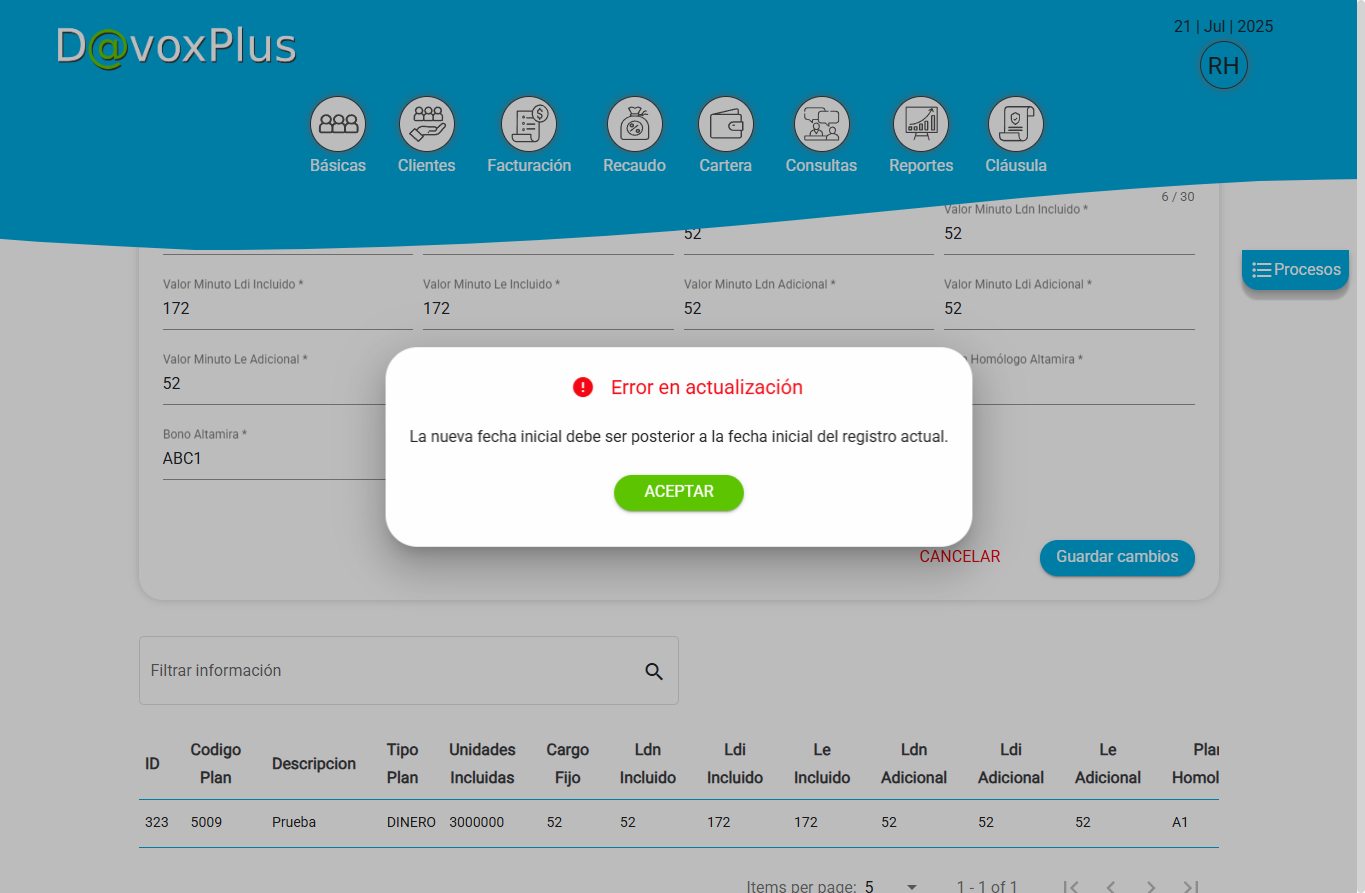 D@voxPlus
21 | Jul | 2025
RH
Básicas
Clientes
Facturación
Recaudo
Cartera
Consultas
Reportes
Cláusula
6 / 30
Valor Minuto Ldn Incluido *
52
52
Procesos
Valor Minuto Ldi Incluido *
Valor Minuto Le Incluido *
Valor Minuto Ldn Adicional *
Valor Minuto Ldi Adicional *
172
172
52
52
Valor Minuto Le Adicional *
Homólogo Altamira *
52
Error en actualización
La nueva fecha inicial debe ser posterior a la fecha inicial del registro actual.
ACEPTAR
Bono Altamira *
ABC1
CANCELAR
Guardar cambios
Filtrar información
ID
Codigo Plan
Descripcion
Tipo Plan
Unidades Incluidas
Cargo Fijo
Ldn Incluido
Ldi Incluido
Le Incluido
Ldn Adicional
Ldi Adicional
Le Adicional
Plan Homol
323 5009 Prueba DINERO 3000000 52 52 172 172 52 52 52 A1
Items per page: 5
1 - 1 of 1